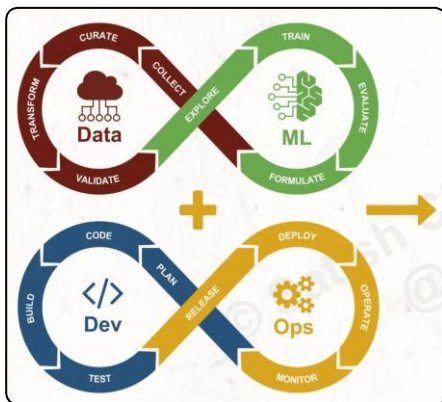 CURATE
TRANSFORM
COLLECT
VALIDATE
Data
TRAIN
EXPLORE
EVALUATE
FORMULATE
ML
CODE
BUILD
PLAN
TEST
Dev
DEPLOY
RELEASE
OPERATE
MONITOR
Ops